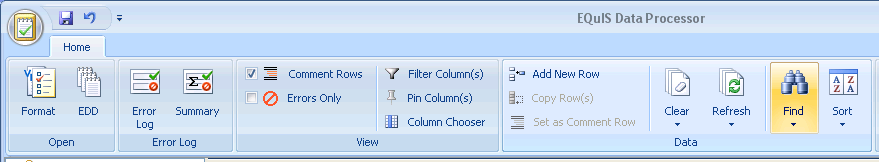 EQuIS Data Processor
Home
Format
EDD
Open
Error
Log
Summary
Error Log
Comment Rows
Errors Only
Filter Column(s)
Pin Column(s)
Column Chooser
View
Add New Row
Copy Row(s)
Set as Comment Row
Clear
Refresh
Find
A Z
Z A
Sort
Data